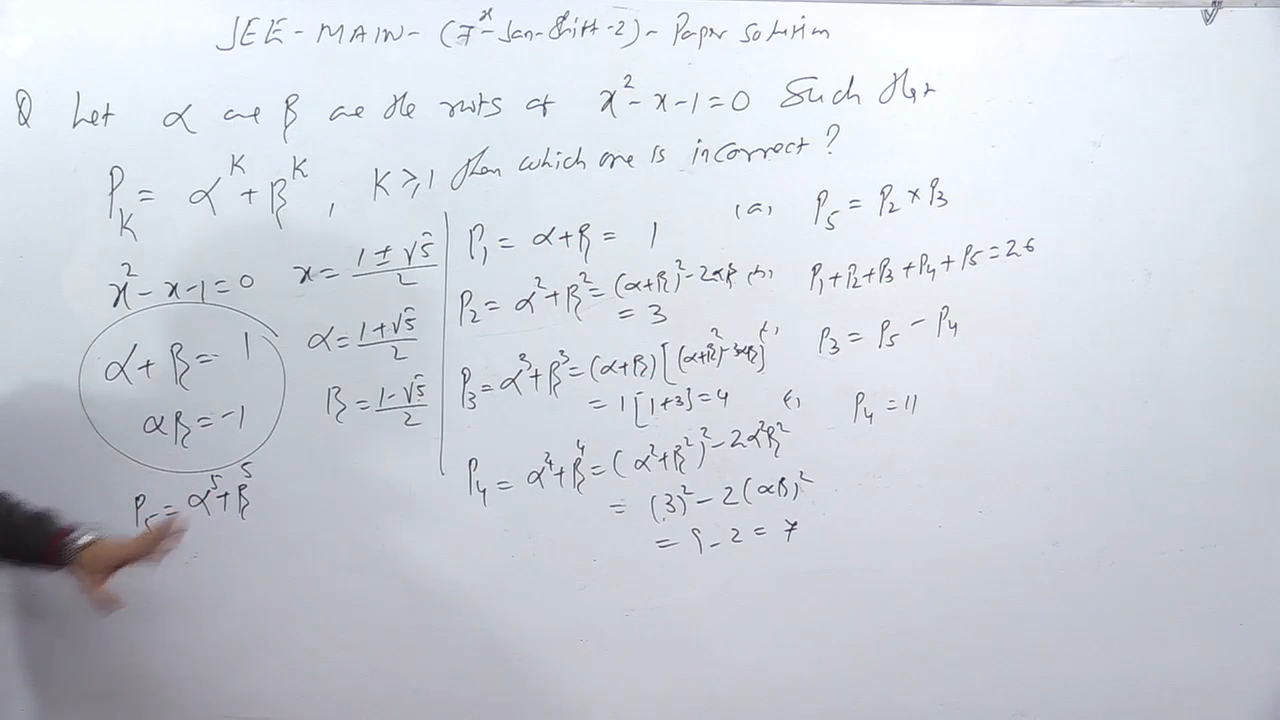 JEE-MAIN-(7ˣ-Jan-Shift-2)-Paper solution
Q Let α are β are the roots of x²-x-1=0 Such that
P_K = α^K + β^K, K⩾1 then which one is incorrect?
x²-x-1=0
α+β=1
αβ=-1
P₅=α⁵+β⁵
x=(1±√5)/2
α=(1+√5)/2
β=(1-√5)/2
P₁=α+β=1
P₂=α²+β²=(α+β)²-2αβ
=3
P₃=α³+β³=(α+β)[(α+β)²-3αβ]
=1[1+3]=4
P₄=α⁴+β⁴=(α²+β²)²-2α²β²
=(3)²-2(αβ)²
=9-2=7
(a) P₅=P₂×P₃
(b) P₁+P₂+P₃+P₄+P₅=26
P₃=P₅-P₄
P₄=11